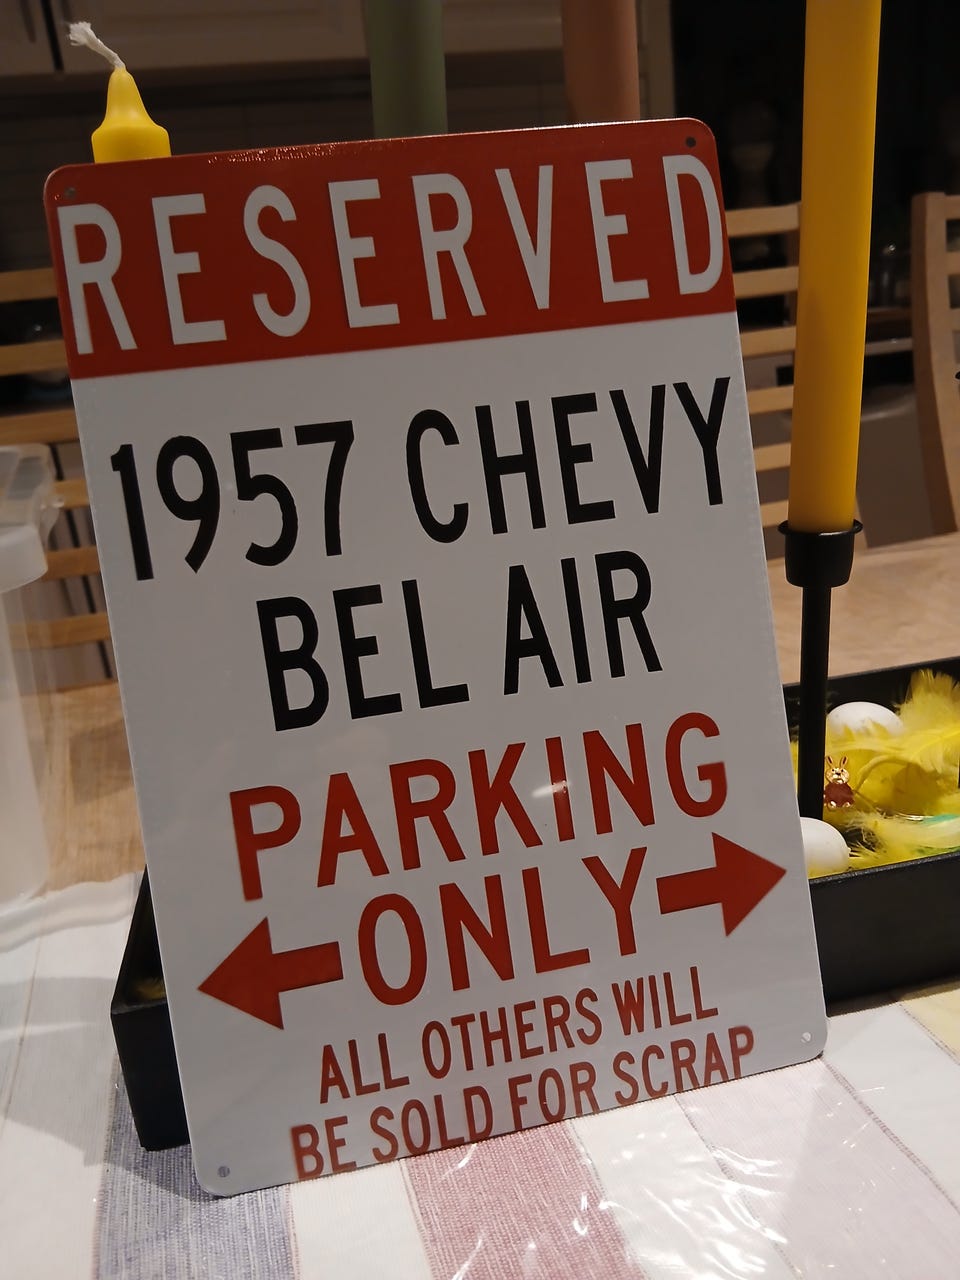 RESERVED
1957 CHEVY
BEL AIR
PARKING
ONLY
ALL OTHERS WILL
BE SOLD FOR SCRAP